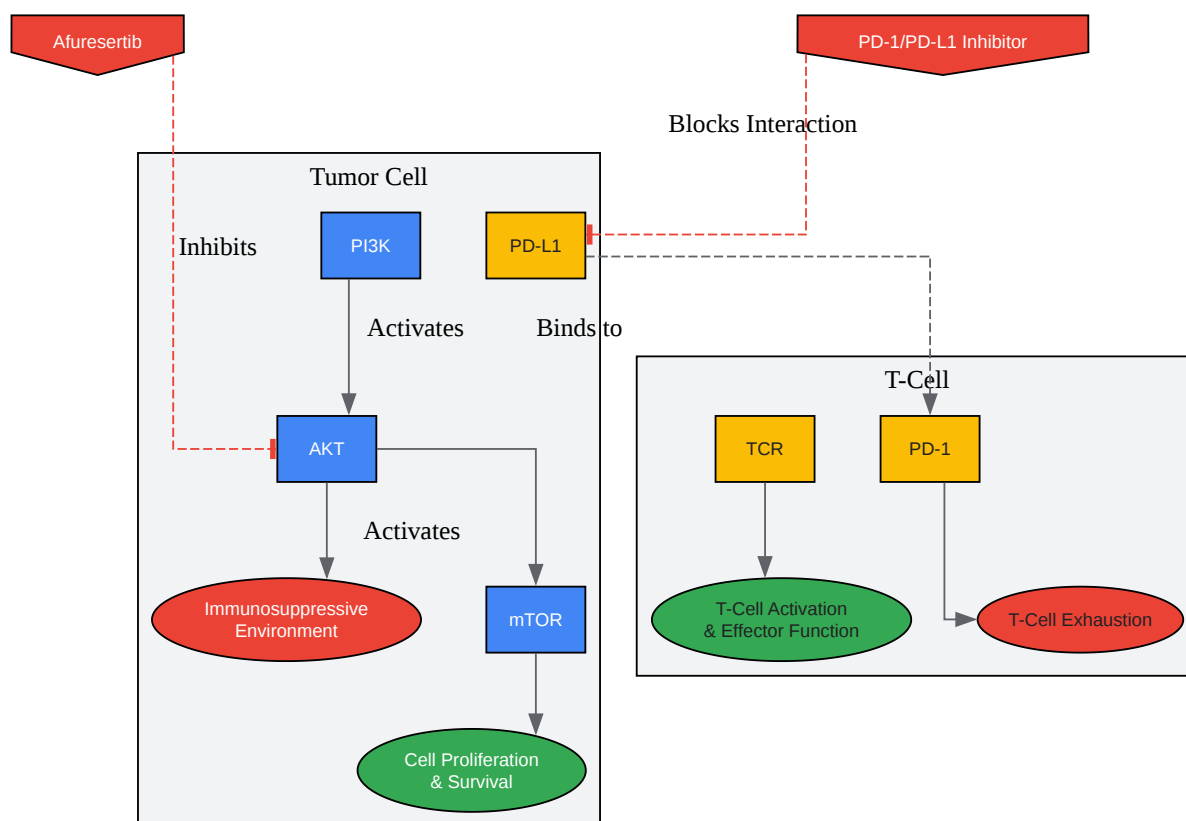 Afuresertib
PD-1/PD-L1 Inhibitor
Blocks Interaction
Tumor Cell
Inhibits
PI3K
PD-L1
Activates
Binds to
T-Cell
AKT
TCR
PD-1
Activates
Immunosuppressive
Environment
mTOR
T-Cell Activation
& Effector Function
T-Cell Exhaustion
Cell Proliferation
& Survival